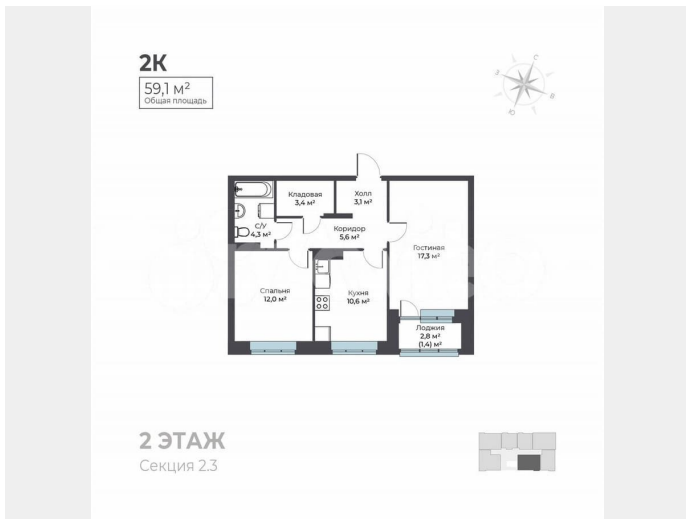 2К
59,1 м²
Общая площадь
С
З
В
Ю
Кладовая
3,4 м²
Холл
3,1 м²
С/У
4,3 м²
Коридор
5,6 м²
Гостиная
17,3 м²
Спальня
12,0 м²
Кухня
10,6 м²
Лоджия
2,8 м²
(1,4) м²
2 ЭТАЖ
Секция 2.3